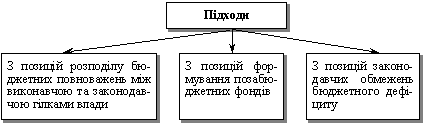 Підходи
З позицій розподілу бю-
джетних повноважень між
виконавчою та законодав-
чою гілками влади
З позицій фор-
мування позабю-
джетних фондів
З позицій законо-
давчих обмежень
бюджетного дефі-
циту